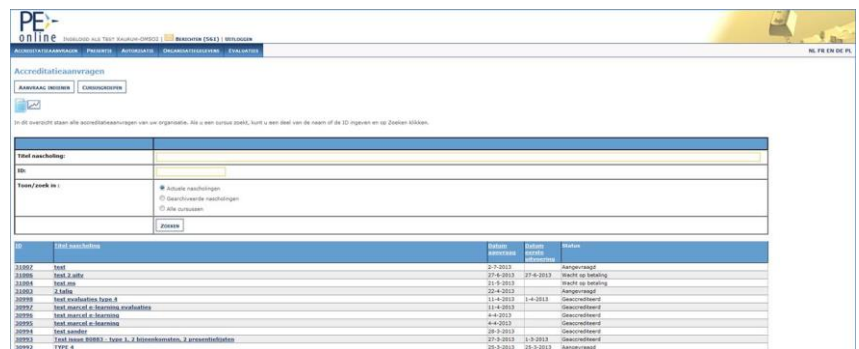 PE
online INGELOGD ALS TEST KAURUM-OPSO2 | BERICHTEN (561) | UITLOGGEN
ACCREDITATIEAANVRAGEN PRESENTIE AUTORISATIE ORGANISATIEGEGEVENS EVALUATIES NL FR EN DE PL
Accreditatieaanvragen
AANVRAAG INDIENEN CURSUSGROEPEN
In dit overzicht staan alle accreditatieaanvragen van uw organisatie. Als u een cursus zoekt, kunt u een deel van de naam of de ID ingeven en op Zoeken klikken.
Titel nascholing:
ID:
Toon/zoek in :
Actuele nascholingen
Gearchiveerde nascholingen
Alle cursussen
ZOEKEN
ID Titel nascholing Datum aanvraag Datum eerste uitvoering Status
31007 test 2-7-2013 Aangevraagd
31006 test 2 uitv 27-6-2013 27-6-2013 Wacht op betaling
31004 test mo 21-5-2013 Wacht op betaling
31003 2 talig 22-4-2013 Aangevraagd
30998 test evaluaties type 4 11-4-2013 1-4-2013 Geaccrediteerd
30997 test marcel e-learning evaluaties 11-4-2013 Geaccrediteerd
30996 test marcel e-learning 4-4-2013 Geaccrediteerd
30995 test marcel e-learning 4-4-2013 Geaccrediteerd
30994 test sander 28-3-2013 Geaccrediteerd
30993 Test issue 80883 - type 1, 2 bijeenkomsten, 2 presentielijsten 27-3-2013 1-3-2013 Geaccrediteerd
30992 TYPE 4 25-3-2013 25-3-2013 Aangevraagd